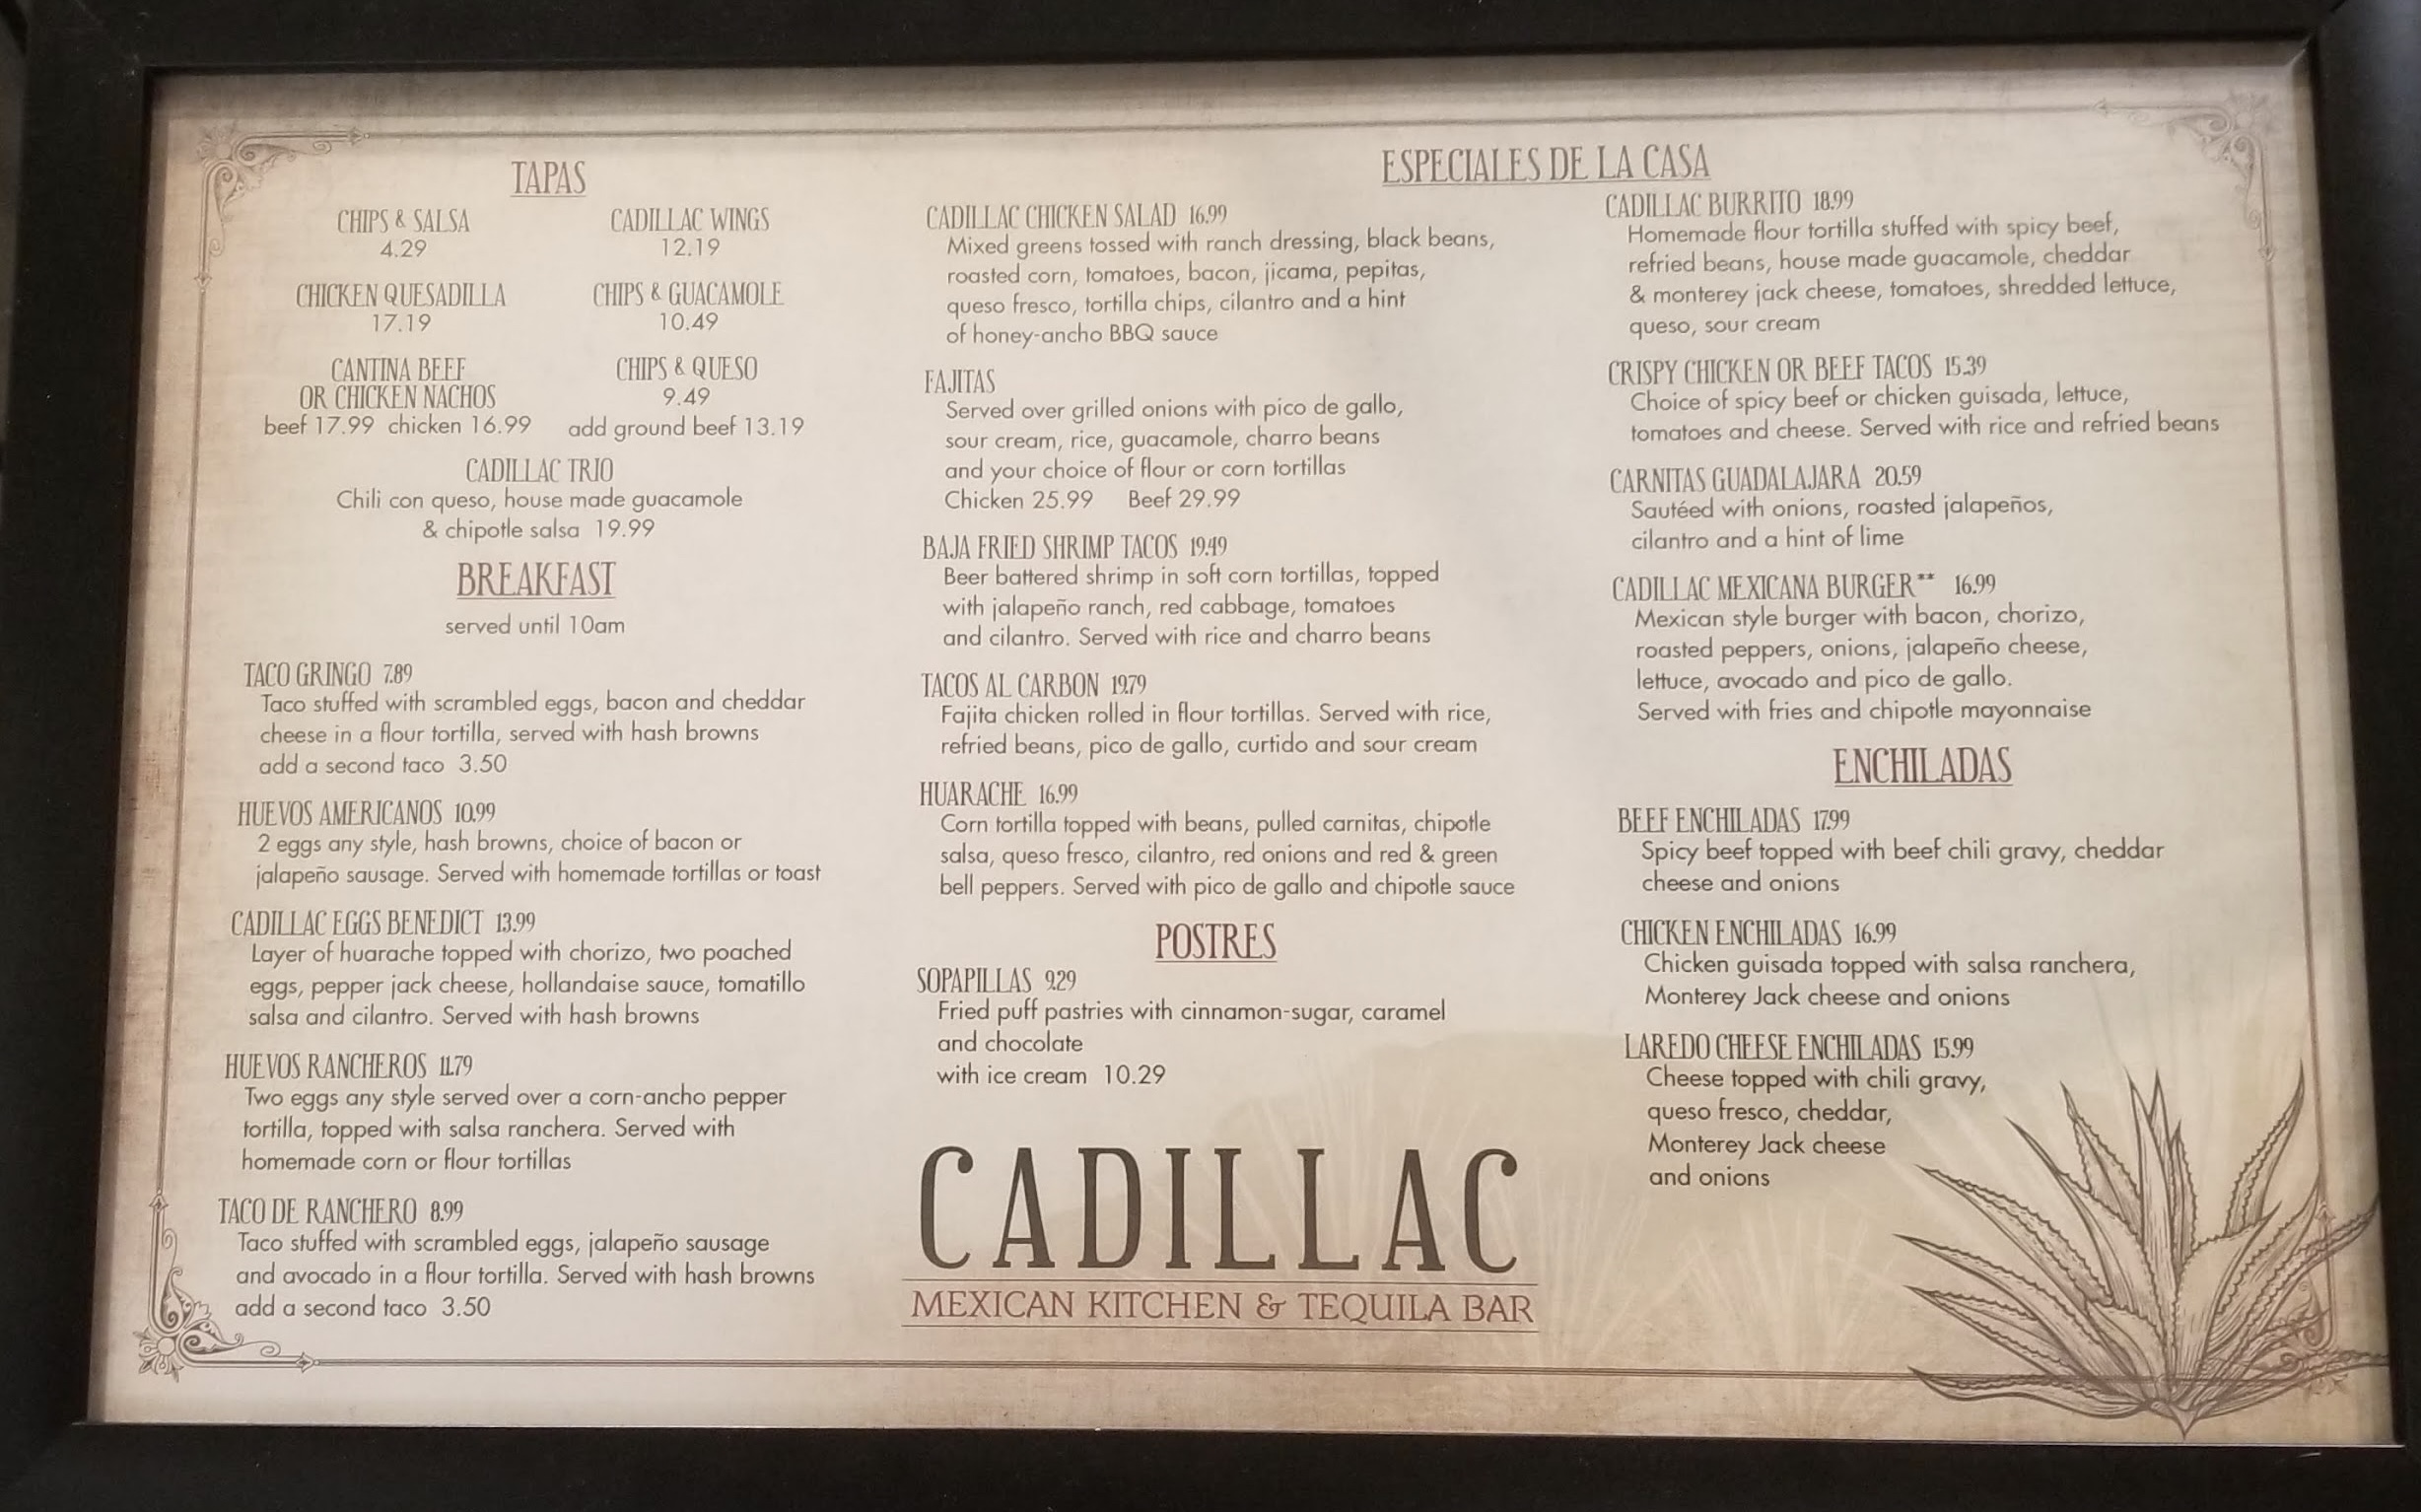 TAPAS
CHIPS & SALSA
4.29
CADILLAC WINGS
12.19
CHICKEN QUESADILLA
17.19
CHIPS & GUACAMOLE
10.49
CANTINA BEEF
OR CHICKEN NACHOS
beef 17.99 chicken 16.99
CHIPS & QUESO
9.49
add ground beef 13.19
CADILLAC TRIO
Chili con queso, house made guacamole
& chipotle salsa 19.99
BREAKFAST
served until 10am
TACO GRINGO 7.89
Taco stuffed with scrambled eggs, bacon and cheddar
cheese in a flour tortilla, served with hash browns
add a second taco 3.50
HUEVOS AMERICANOS 10.99
2 eggs any style, hash browns, choice of bacon or
jalapeño sausage. Served with homemade tortillas or toast
CADILLAC EGGS BENEDICT 13.99
Layer of huarache topped with chorizo, two poached
eggs, pepper jack cheese, hollandaise sauce, tomatillo
salsa and cilantro. Served with hash browns
HUEVOS RANCHEROS 11.79
Two eggs any style served over a corn-ancho pepper
tortilla, topped with salsa ranchera. Served with
homemade corn or flour tortillas
TACO DE RANCHERO 8.99
Taco stuffed with scrambled eggs, jalapeño sausage
and avocado in a flour tortilla. Served with hash browns
add a second taco 3.50
ESPECIALES DE LA CASA
CADILLAC CHICKEN SALAD 16.99
Mixed greens tossed with ranch dressing, black beans,
roasted corn, tomatoes, bacon, jicama, pepitas,
queso fresco, tortilla chips, cilantro and a hint
of honey-ancho BBQ sauce
FAJITAS
Served over grilled onions with pico de gallo,
sour cream, rice, guacamole, charro beans
and your choice of flour or corn tortillas
Chicken 25.99 Beef 29.99
BAJA FRIED SHRIMP TACOS 19.49
Beer battered shrimp in soft corn tortillas, topped
with jalapeño ranch, red cabbage, tomatoes
and cilantro. Served with rice and charro beans
TACOS AL CARBON 19.79
Fajita chicken rolled in flour tortillas. Served with rice,
refried beans, pico de gallo, curtido and sour cream
HUARACHE 16.99
Corn tortilla topped with beans, pulled carnitas, chipotle
salsa, queso fresco, cilantro, red onions and red & green
bell peppers. Served with pico de gallo and chipotle sauce
POSTRES
SOPAPILLAS 9.29
Fried puff pastries with cinnamon-sugar, caramel
and chocolate
with ice cream 10.29
CADILLAC
MEXICAN KITCHEN & TEQUILA BAR
CADILLAC BURRITO 18.99
Homemade flour tortilla stuffed with spicy beef,
refried beans, house made guacamole, cheddar
& monterey jack cheese, tomatoes, shredded lettuce,
queso, sour cream
CRISPY CHICKEN OR BEEF TACOS 15.39
Choice of spicy beef or chicken guisada, lettuce,
tomatoes and cheese. Served with rice and refried beans
CARNITAS GUADALAJARA 20.59
Sautéed with onions, roasted jalapeños,
cilantro and a hint of lime
CADILLAC MEXICANA BURGER** 16.99
Mexican style burger with bacon, chorizo,
roasted peppers, onions, jalapeño cheese,
lettuce, avocado and pico de gallo.
Served with fries and chipotle mayonnaise
ENCHILADAS
BEEF ENCHILADAS 17.99
Spicy beef topped with beef chili gravy, cheddar
cheese and onions
CHICKEN ENCHILADAS 16.99
Chicken guisada topped with salsa ranchera,
Monterey Jack cheese and onions
LAREDO CHEESE ENCHILADAS 15.99
Cheese topped with chili gravy,
queso fresco, cheddar,
Monterey Jack cheese
and onions